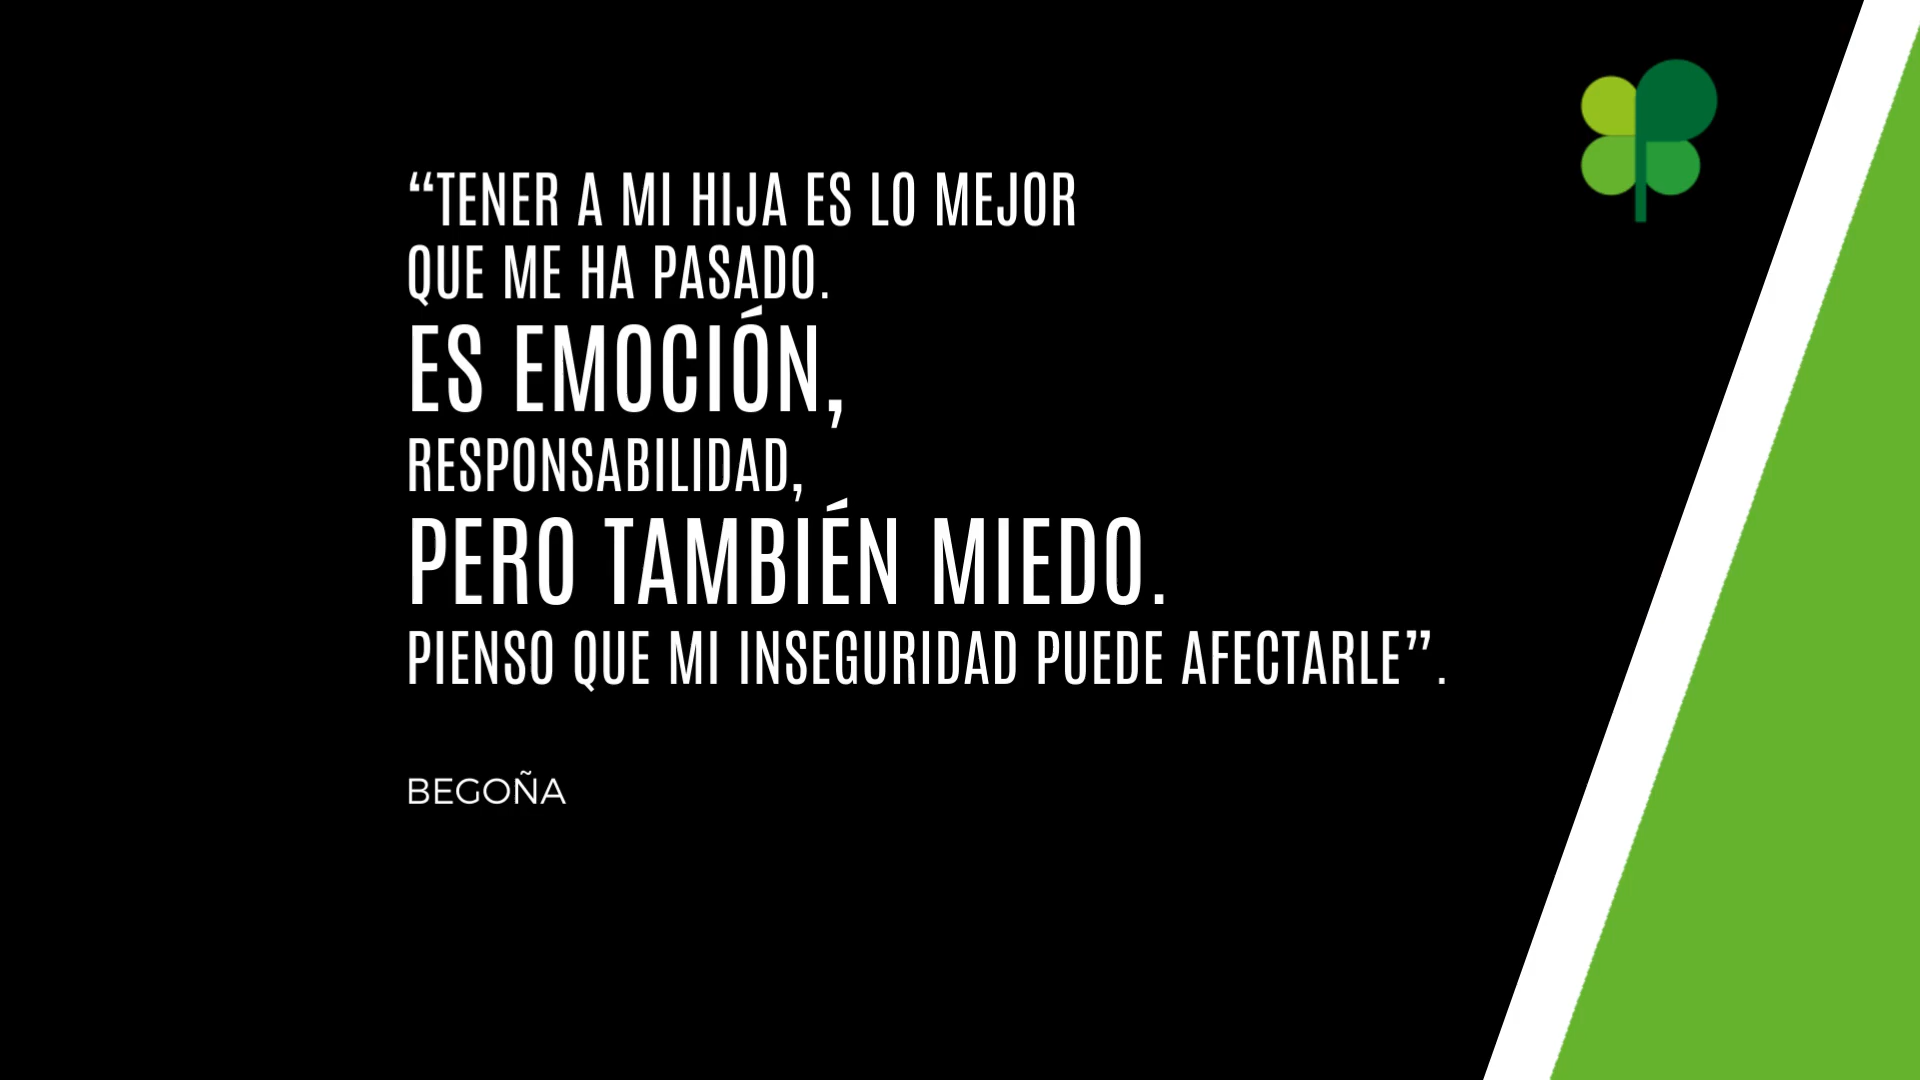 “TENER A MI HIJA ES LO MEJOR
QUE ME HA PASADO.
ES EMOCIÓN,
RESPONSABILIDAD,
PERO TAMBIÉN MIEDO.
PIENSO QUE MI INSEGURIDAD PUEDE AFECTARLE”.
BEGOÑA